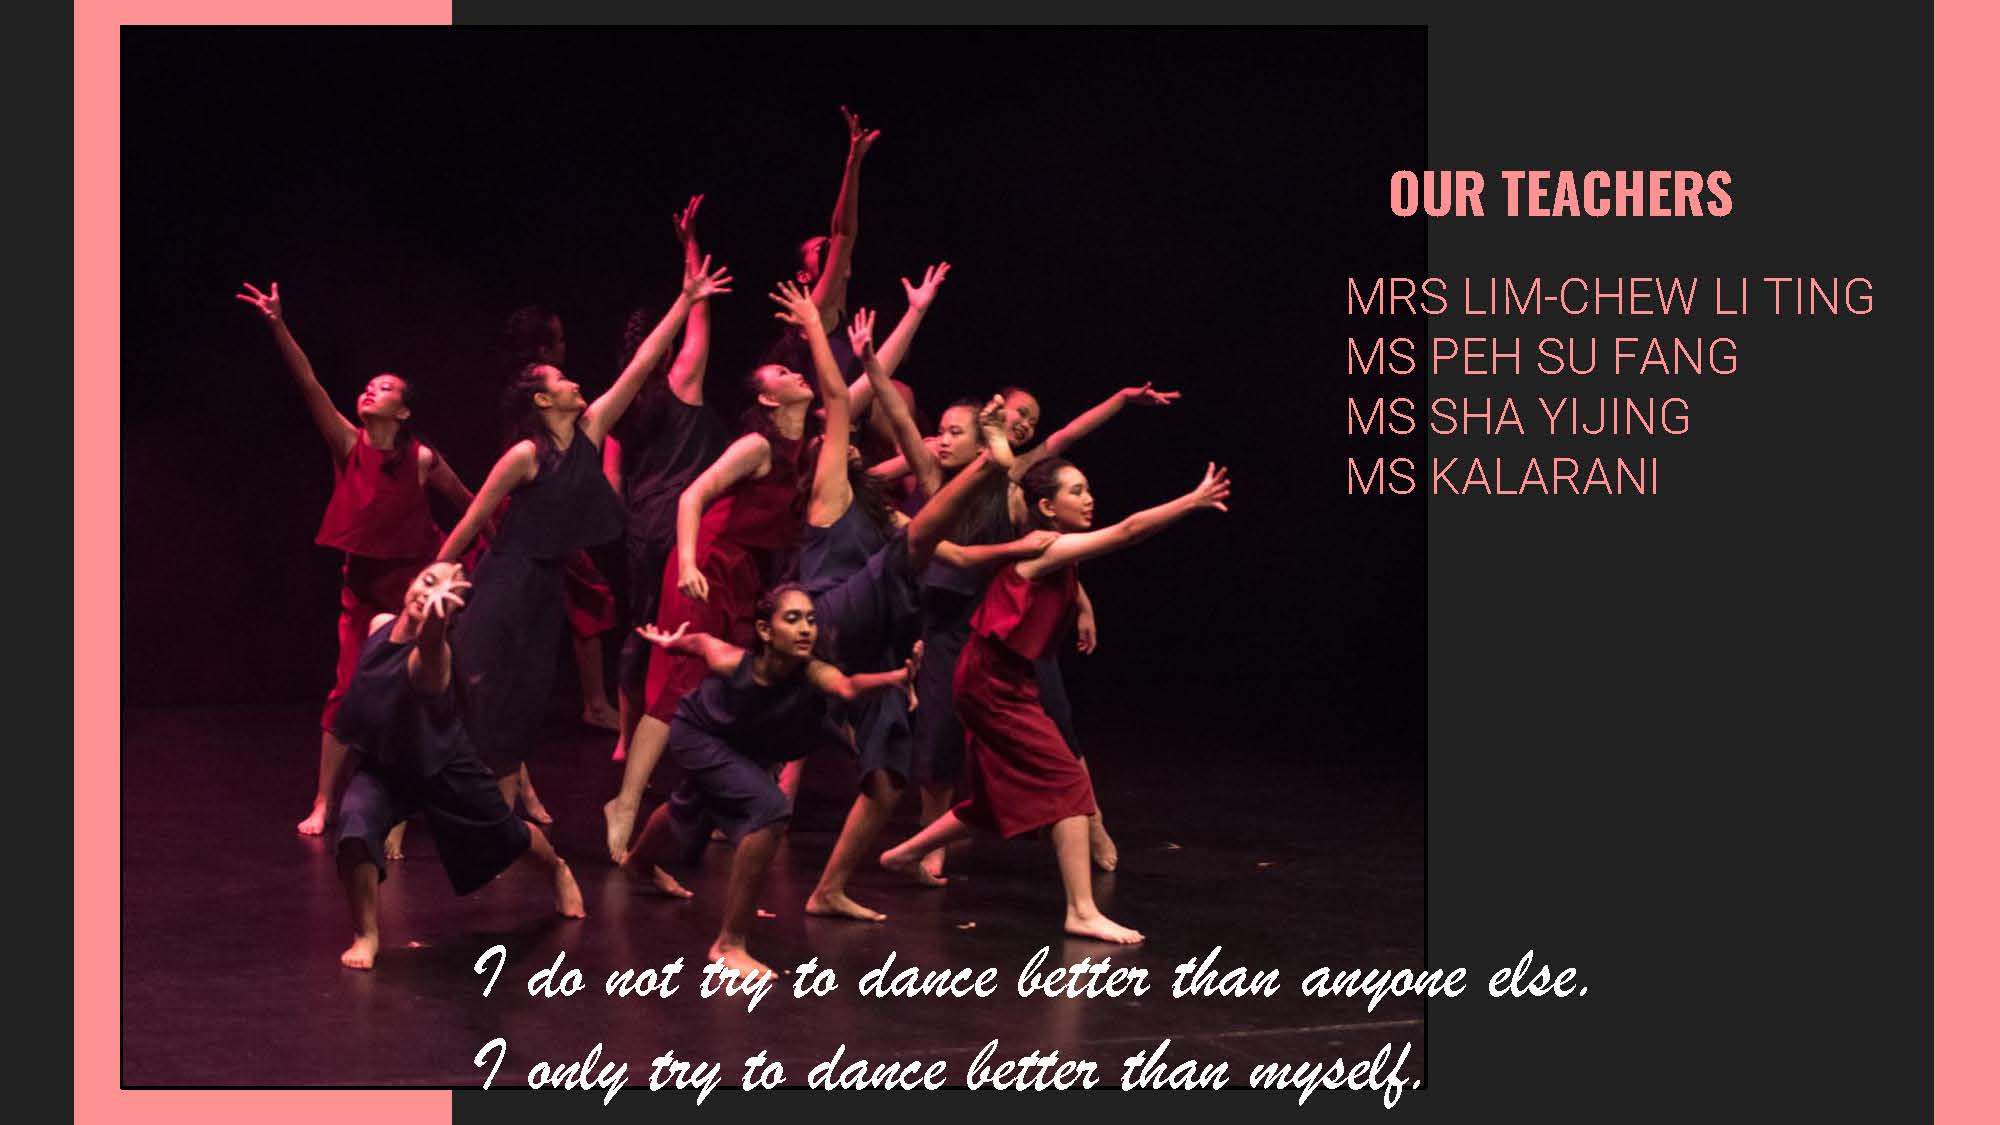 OUR TEACHERS
MRS LIM-CHEW LI TING
MS PEH SU FANG
MS SHA YIJING
MS KALARANI
I do not try to dance better than anyone else.
I only try to dance better than myself.